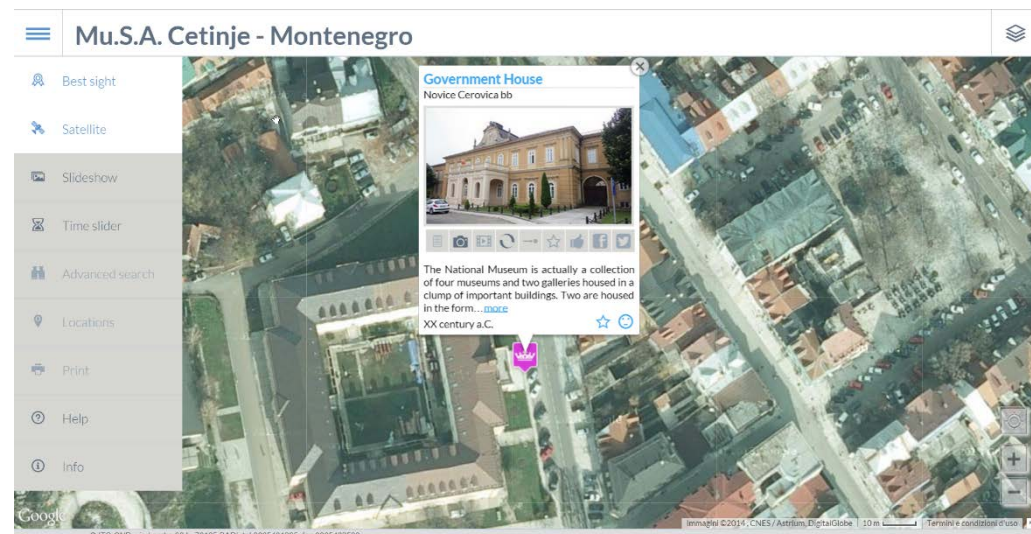 Mu.S.A. Cetinje - Montenegro
Best sight
Satellite
Slideshow
Time slider
Advanced search
Locations
Print
Help
Info
Government House
Novice Cerovica bb
The National Museum is actually a collection
of four museums and two galleries housed in a
clump of important buildings. Two are housed
in the form...more
XX century a.C.
Google
Immagini ©2014, CNES / Astrium, DigitalGlobe
10 m
Termini e condizioni d'uso